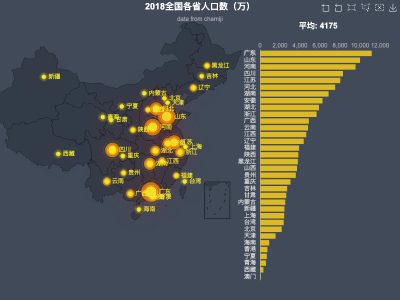 2018全国各省人口数（万）
data from chamiji
平均: 4175
0 2,000 4,000 6,000 8,000 10,000 12,000
广东
山东
河南
四川
江苏
河北
湖南
安徽
湖北
浙江
广西
云南
江西
辽宁
福建
陕西
黑龙江
山西
贵州
重庆
吉林
甘肃
内蒙古
新疆
上海
台湾
北京
天津
海南
香港
宁夏
青海
西藏
澳门
黑龙江
新疆
吉林
辽宁
内蒙古
北京
天津
宁夏
河北
青海
甘肃
山东
陕西
河南
江苏
上海
四川
湖北
浙江
西藏
重庆
湖南
江西
贵州
福建
云南
台湾
广东
香港
海南